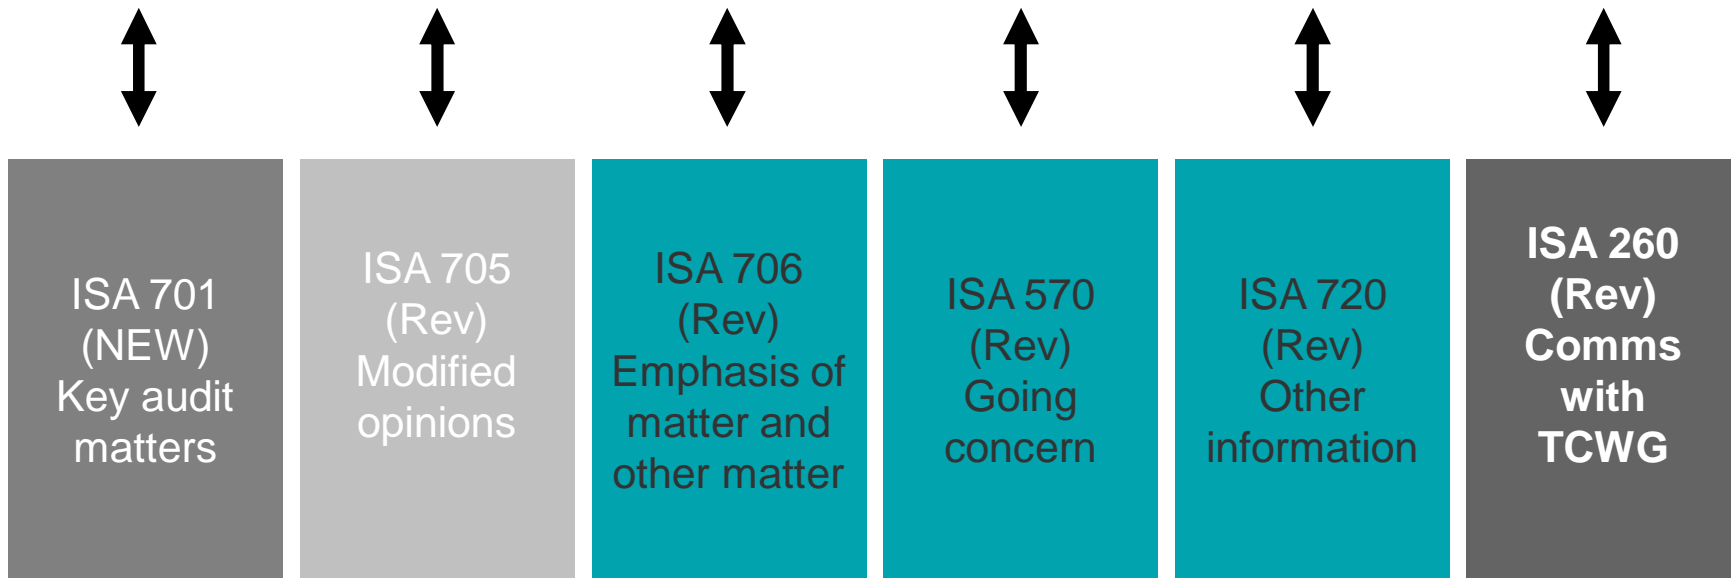 ISA 701
(NEW)
Key audit
matters
ISA 705
(Rev)
Modified
opinions
ISA 706
(Rev)
Emphasis of
matter and
other matter
ISA 570
(Rev)
Going
concern
ISA 720
(Rev)
Other
information
ISA 260
(Rev)
Comms
with
TCWG